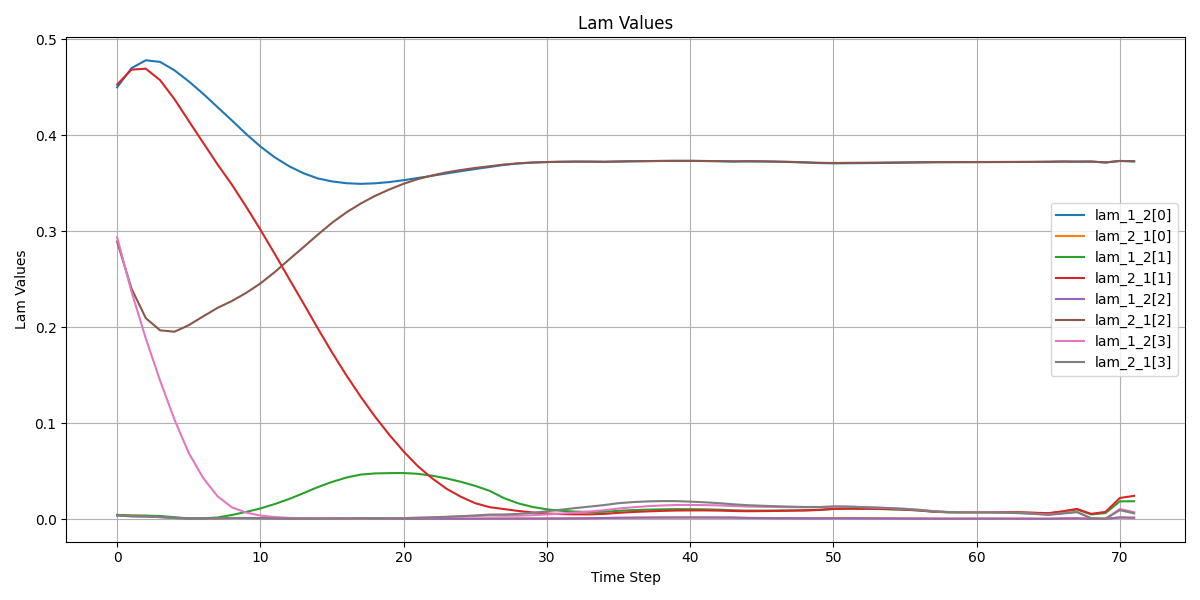 Lam Values
0.5
0.4
0.3
0.2
0.1
0.0
Lam Values
lam_1_2[0]
lam_2_1[0]
lam_1_2[1]
lam_2_1[1]
lam_1_2[2]
lam_2_1[2]
lam_1_2[3]
lam_2_1[3]
0 10 20 30 40 50 60 70
Time Step